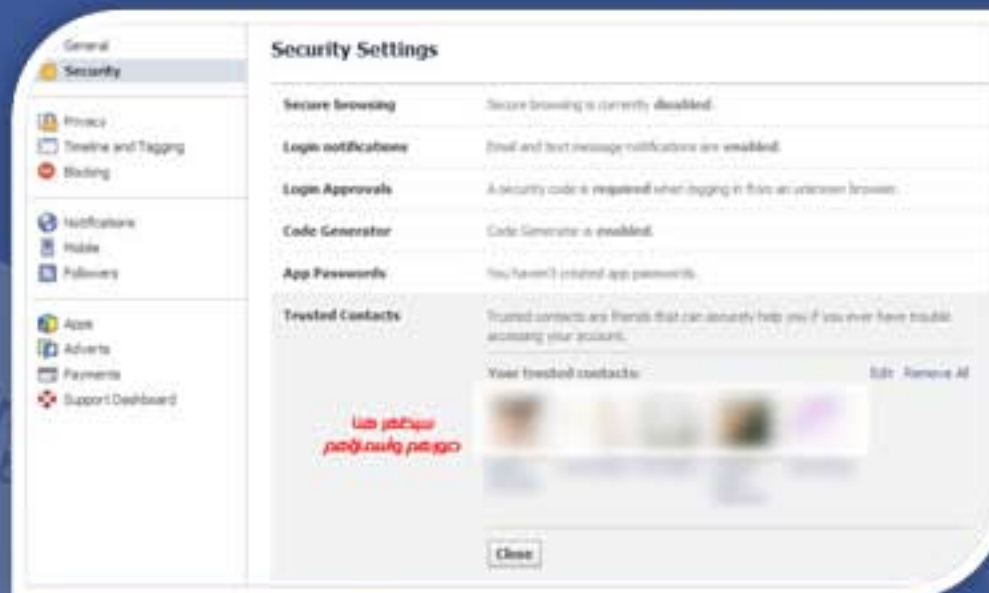 General
Security
Privacy
Timeline and Tagging
Blocking
Notifications
Mobile
Followers
Apps
Adverts
Payments
Support Dashboard
Security Settings
Secure browsing
Secure browsing is currently disabled.
Login notifications
Email and text message notifications are enabled.
Login Approvals
A security code is required when logging in from an unknown browser.
Code Generator
Code Generator is enabled.
App Passwords
You haven't created app passwords.
Trusted Contacts
Trusted contacts are friends that can securely help you if you ever have trouble
accessing your account.
Your trusted contacts:
Edit Remove All
سيظهر هنا
صورهم وأسماؤهم
Close